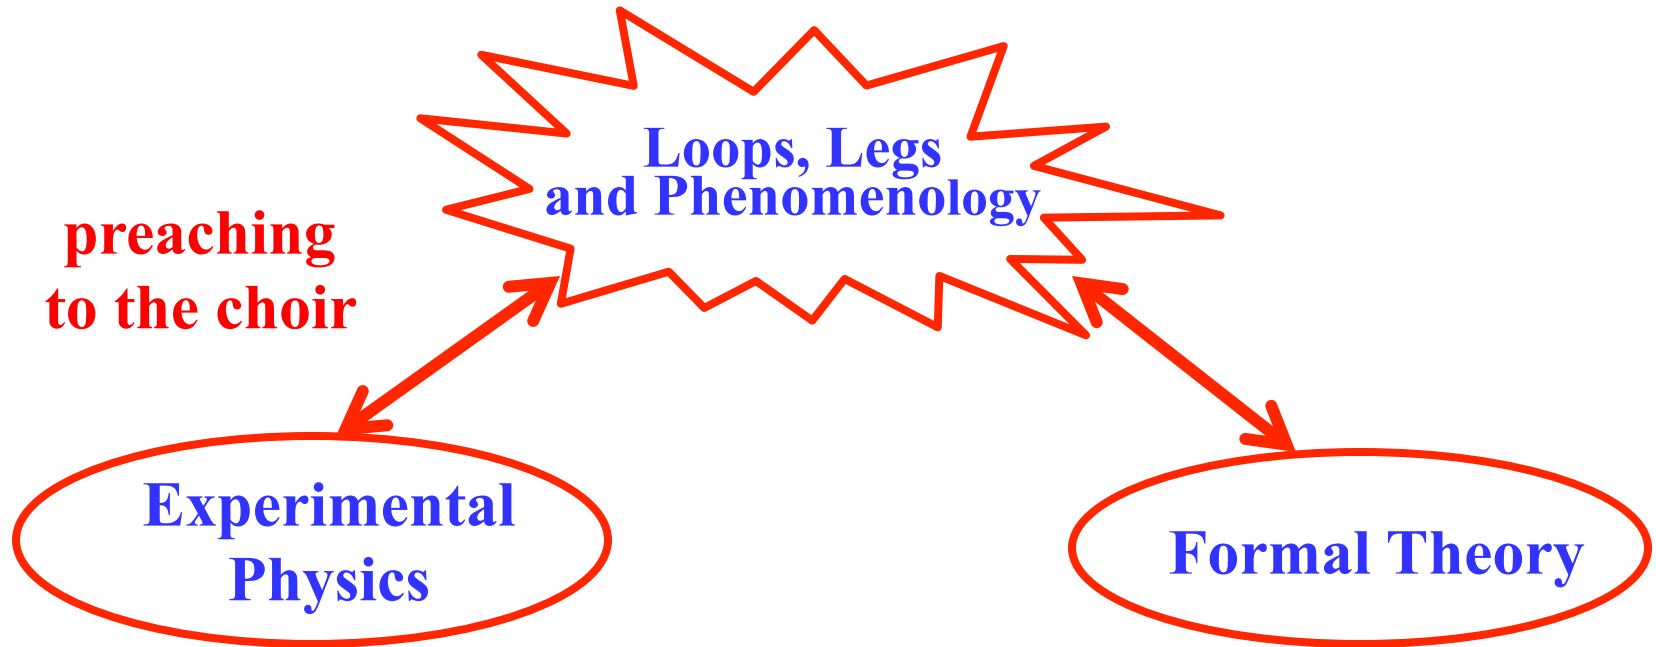 Loops, Legs
and Phenomenology
preaching
to the choir
Experimental
Physics
Formal Theory